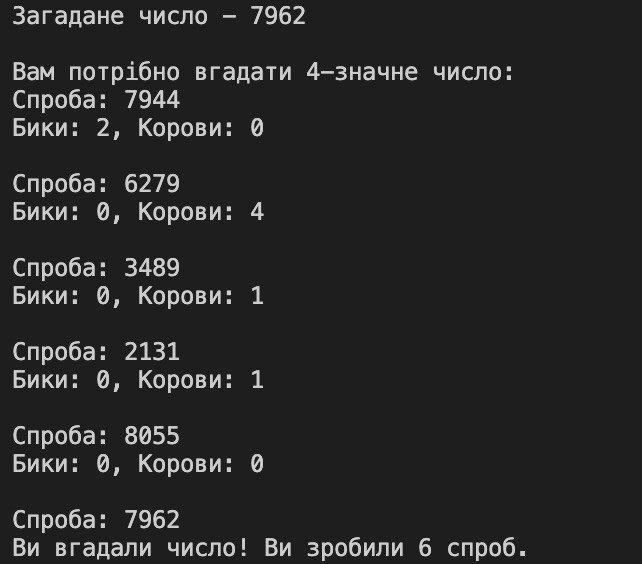 Загадане число - 7962
Вам потрібно вгадати 4-значне число:
Спроба: 7944
Бики: 2, Корови: 0
Спроба: 6279
Бики: 0, Корови: 4
Спроба: 3489
Бики: 0, Корови: 1
Спроба: 2131
Бики: 0, Корови: 1
Спроба: 8055
Бики: 0, Корови: 0
Спроба: 7962
Ви вгадали число! Ви зробили 6 спроб.